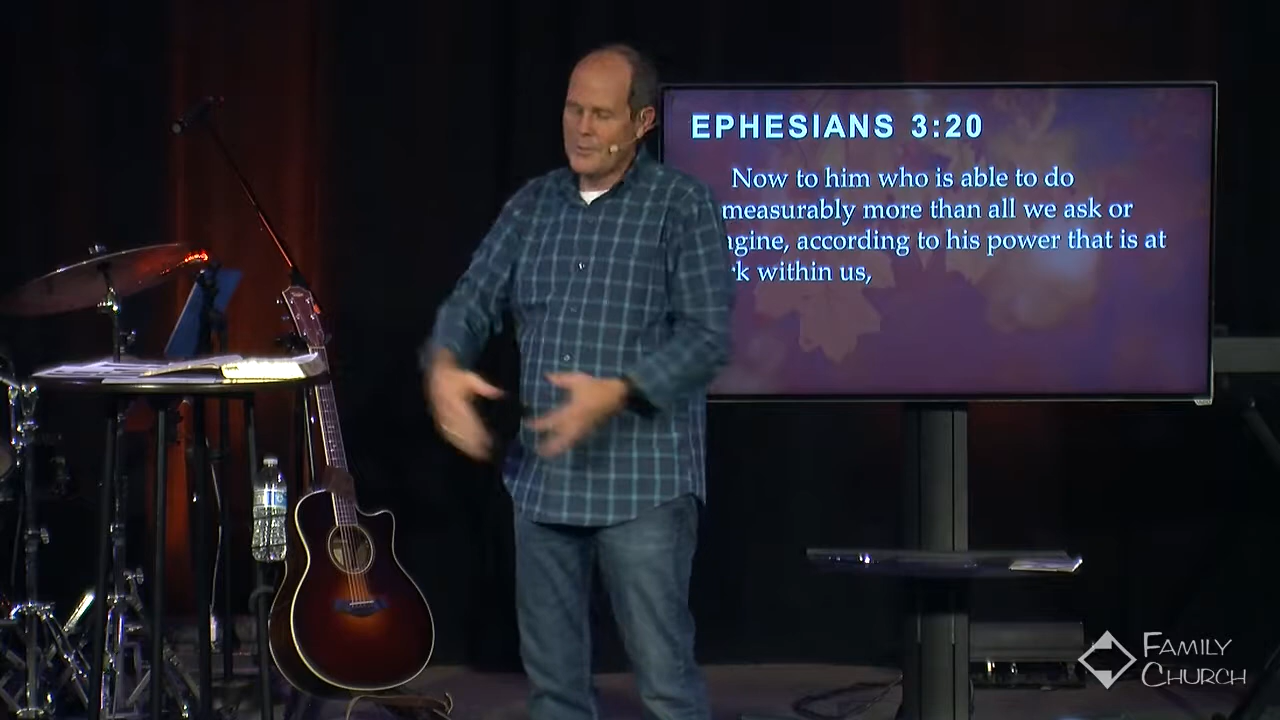 EPHESIANS 3:20
Now to him who is able to do
measurably more than all we ask or
gine, according to his power that is at
k within us,
FAMILY
CHURCH